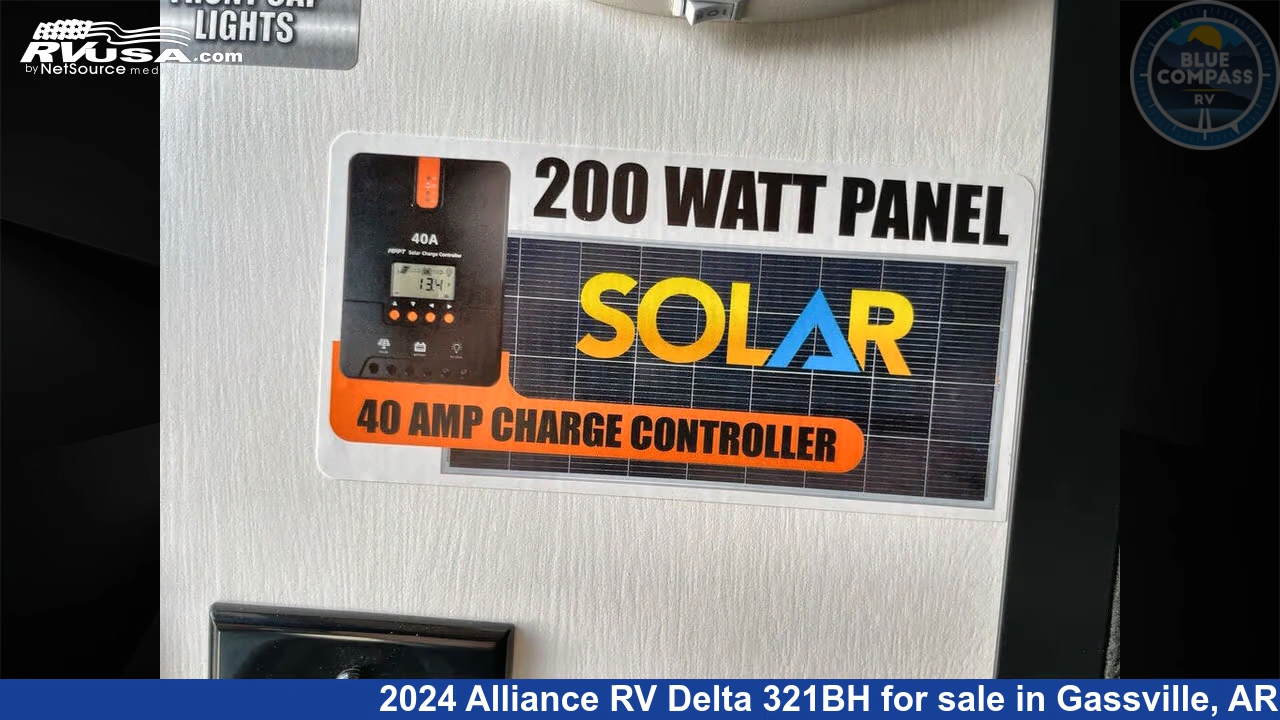 LIGHTS
RVUSA.com
by NetSource media
BLUE
COMPASS
RV
200 WATT PANEL
40A
MPPT Solar Charge Controller
13.4
SOLAR
40 AMP CHARGE CONTROLLER
2024 Alliance RV Delta 321BH for sale in Gassville, AR